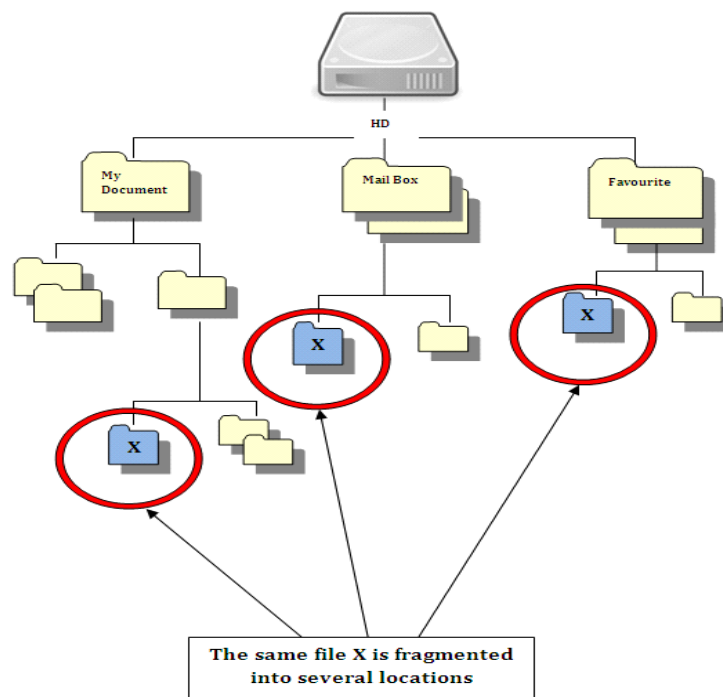 HD
My
Document
Mail Box
Favourite
X
X
X
The same file X is fragmented
into several locations